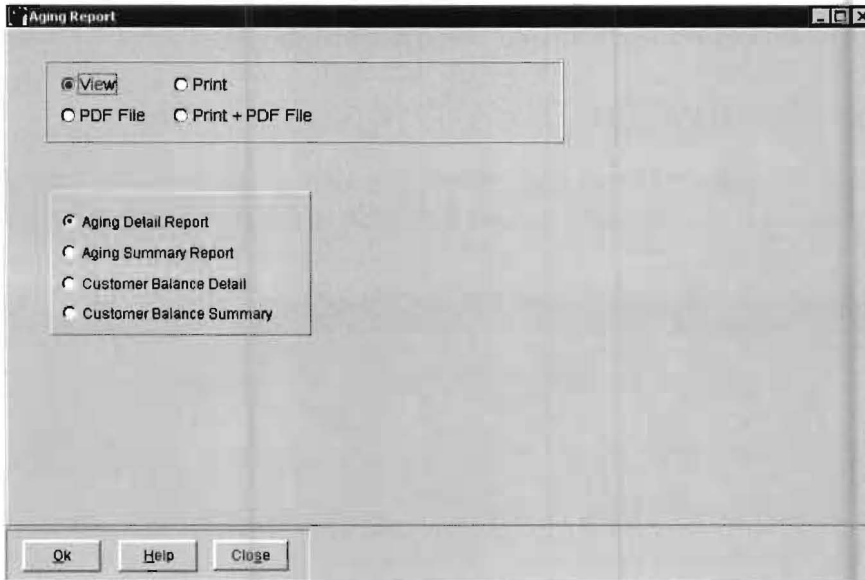 Aging Report
View Print
PDF File Print + PDF File
Aging Detail Report
Aging Summary Report
Customer Balance Detail
Customer Balance Summary
Ok Help Close